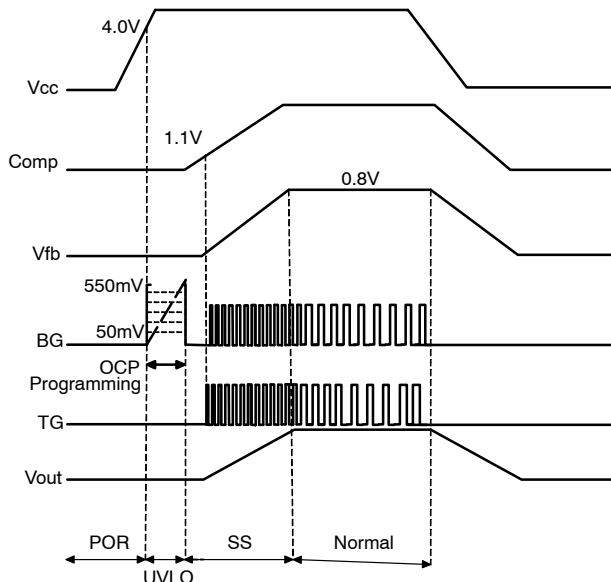 4.0V
Vcc
1.1V
Comp
0.8V
Vfb
550mV
50mV
BG
OCP
Programming
TG
Vout
POR
UVLO
SS
Normal